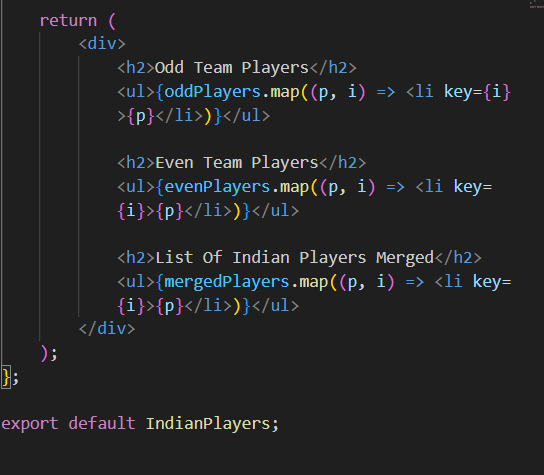 return (
<div>
<h2>Odd Team Players</h2>
<ul>{oddPlayers.map((p, i) => <li key={i}
>{p}</li>)}</ul>
<h2>Even Team Players</h2>
<ul>{evenPlayers.map((p, i) => <li key=
{i}>{p}</li>)}</ul>
<h2>List Of Indian Players Merged</h2>
<ul>{mergedPlayers.map((p, i) => <li key=
{i}>{p}</li>)}</ul>
</div>
);
};
export default IndianPlayers;